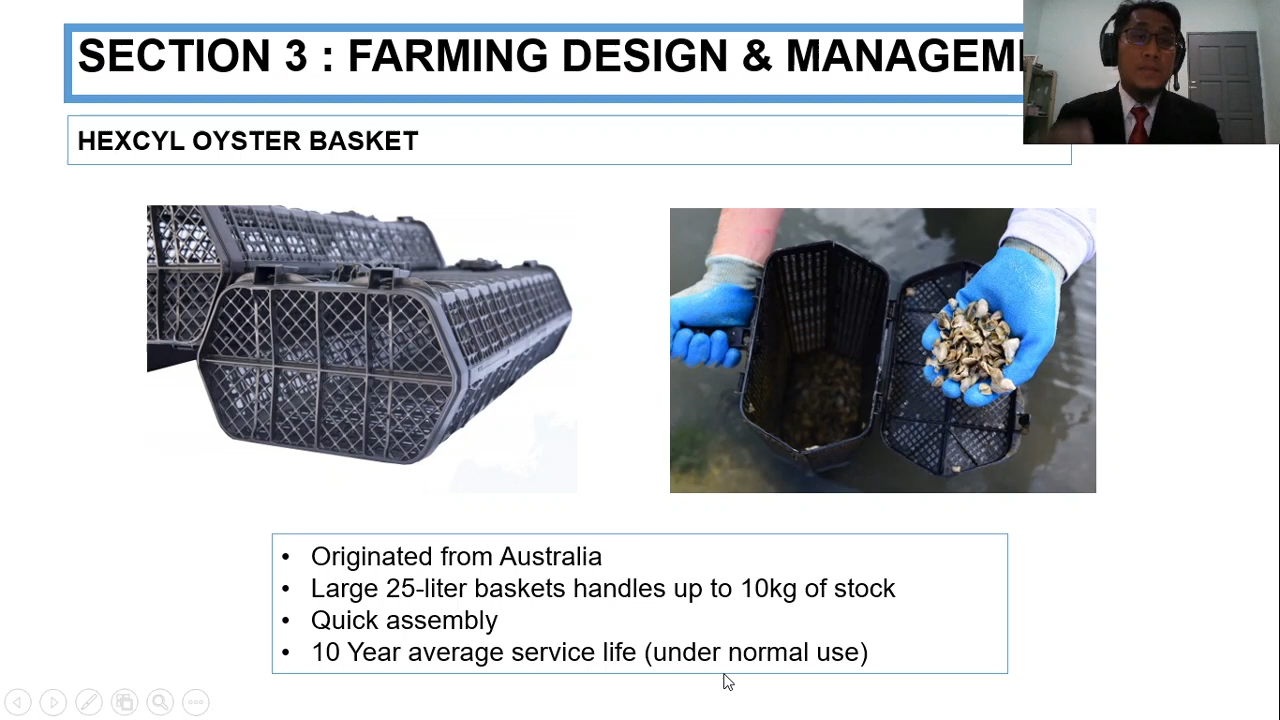 SECTION 3 : FARMING DESIGN & MANAGEM
HEXCYL OYSTER BASKET
• Originated from Australia
• Large 25-liter baskets handles up to 10kg of stock
• Quick assembly
• 10 Year average service life (under normal use)